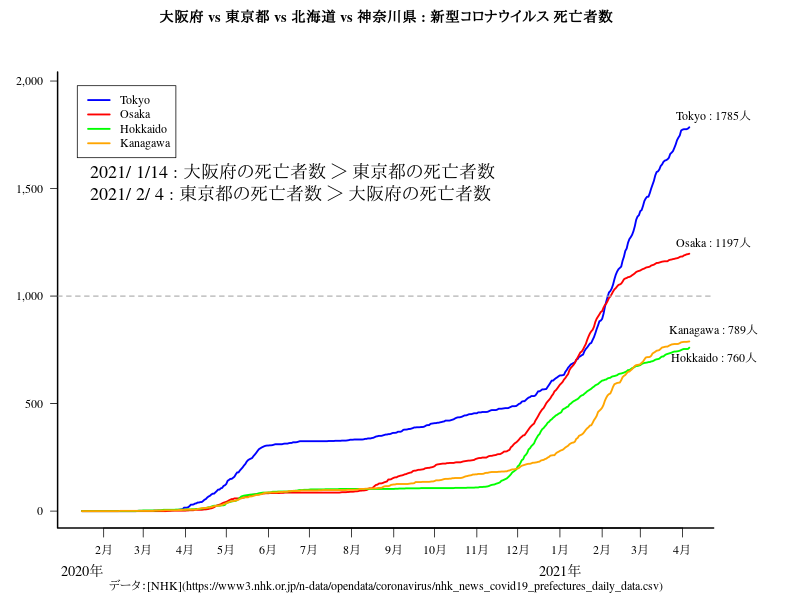 大阪府 vs 東京都 vs 北海道 vs 神奈川県 : 新型コロナウイルス 死亡者数
2,000
1,500
1,000
500
0
Tokyo
Osaka
Hokkaido
Kanagawa
2021/ 1/14 : 大阪府の死亡者数 ＞ 東京都の死亡者数
2021/ 2/ 4 : 東京都の死亡者数 ＞ 大阪府の死亡者数
Tokyo : 1785人
Osaka : 1197人
Kanagawa : 789人
Hokkaido : 760人
2月 3月 4月 5月 6月 7月 8月 9月 10月 11月 12月 1月 2月 3月 4月
2020年 2021年
データ：[NHK](https://www3.nhk.or.jp/n-data/opendata/coronavirus/nhk_news_covid19_prefectures_daily_data.csv)